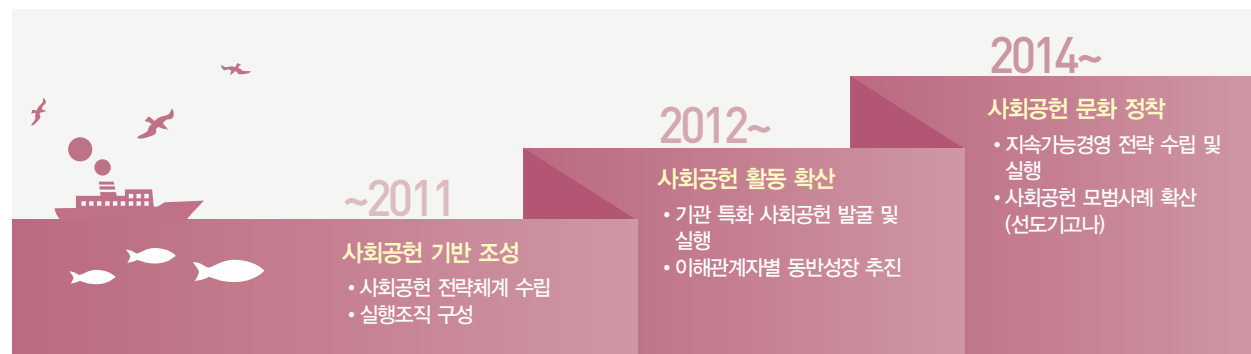 ~2011
사회공헌 기반 조성
• 사회공헌 전략체계 수립
• 실행조직 구성
2012~
사회공헌 활동 확산
• 기관 특화 사회공헌 발굴 및
실행
• 이해관계자별 동반성장 추진
2014~
사회공헌 문화 정착
• 지속가능경영 전략 수립 및
실행
• 사회공헌 모범사례 확산
(선도기고나)